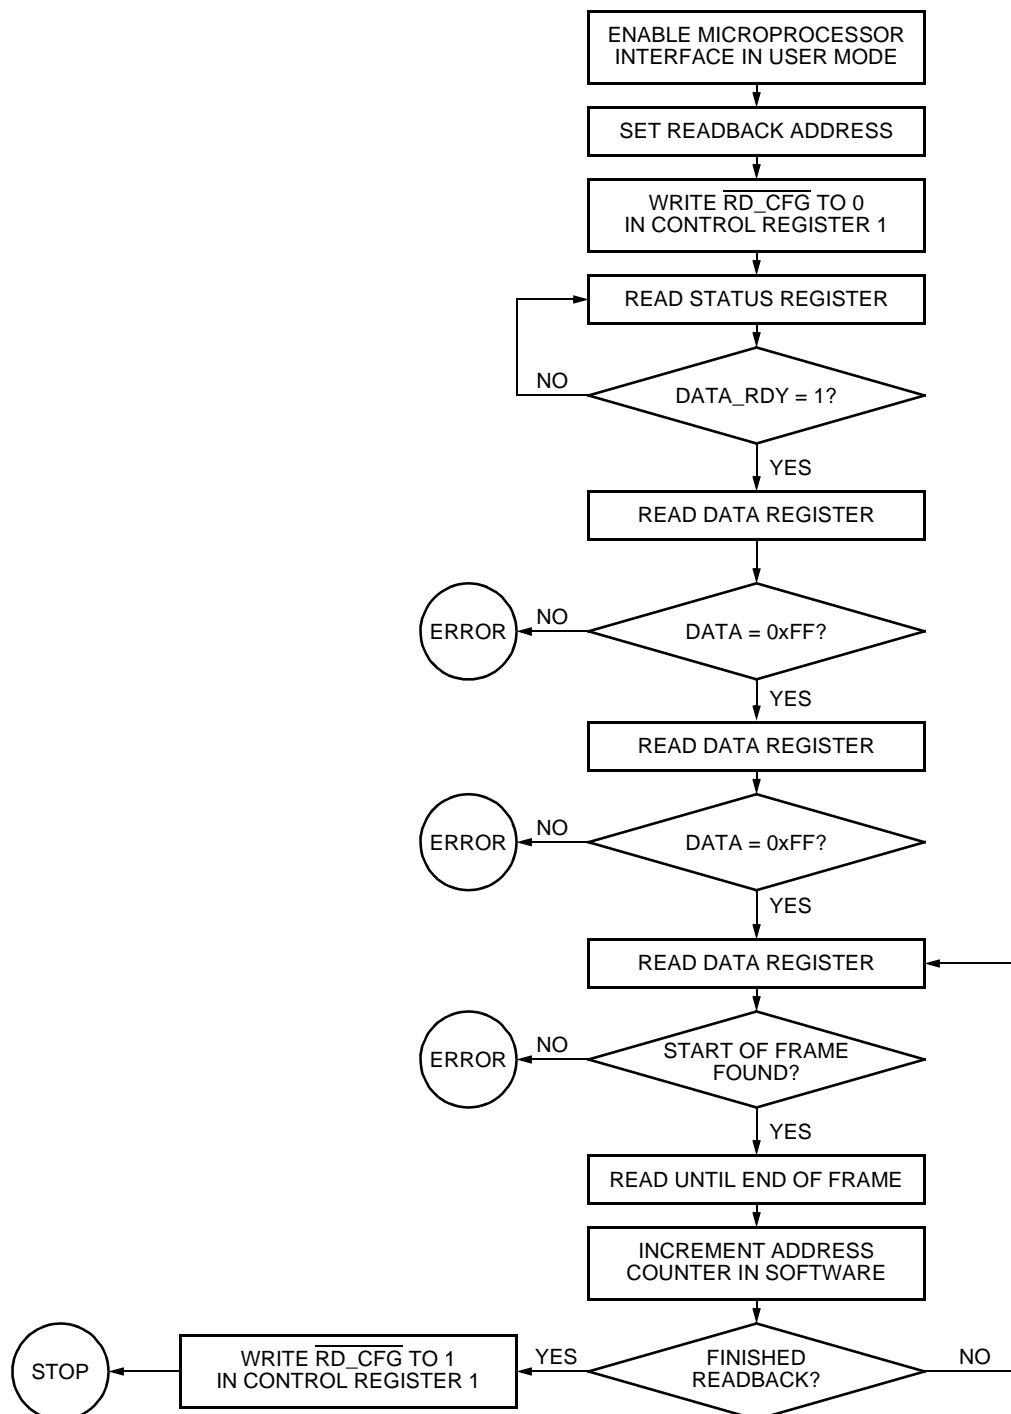 ENABLE MICROPROCESSOR
INTERFACE IN USER MODE
SET READBACK ADDRESS
WRITE RD_CFG TO 0
IN CONTROL REGISTER 1
READ STATUS REGISTER
NO
DATA_RDY = 1?
YES
READ DATA REGISTER
ERROR
NO
DATA = 0xFF?
YES
READ DATA REGISTER
ERROR
NO
DATA = 0xFF?
YES
READ DATA REGISTER
ERROR
NO
START OF FRAME
FOUND?
YES
READ UNTIL END OF FRAME
INCREMENT ADDRESS
COUNTER IN SOFTWARE
STOP
WRITE RD_CFG TO 1
IN CONTROL REGISTER 1
YES
FINISHED
READBACK?
NO